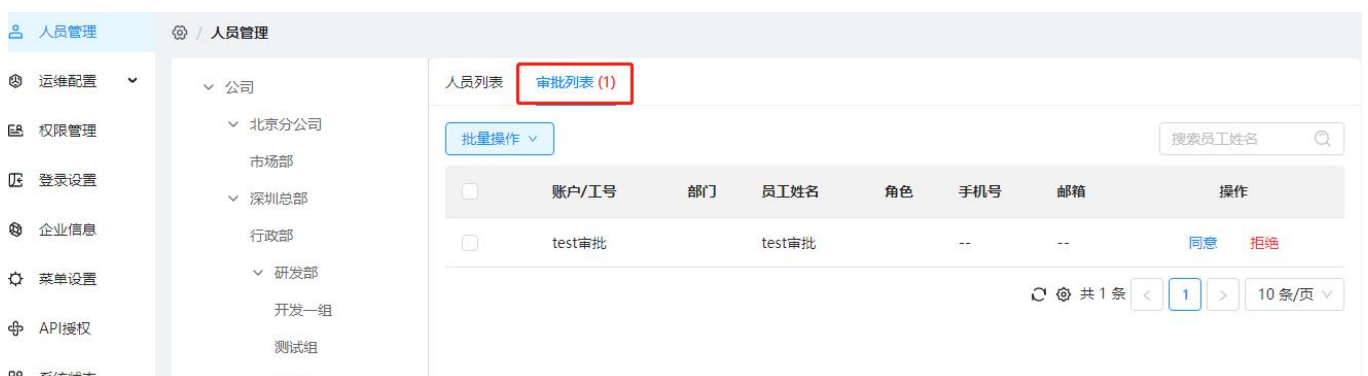 人员管理
运维配置
权限管理
登录设置
企业信息
菜单设置
API授权
/ 人员管理
公司
北京分公司
市场部
深圳总部
行政部
研发部
开发一组
测试组
人员列表 审批列表 (1)
批量操作 搜索员工姓名
账户/工号 部门 员工姓名 角色 手机号 邮箱 操作
test审批 test审批 -- -- 同意 拒绝
共 1 条 < 1 > 10 条/页